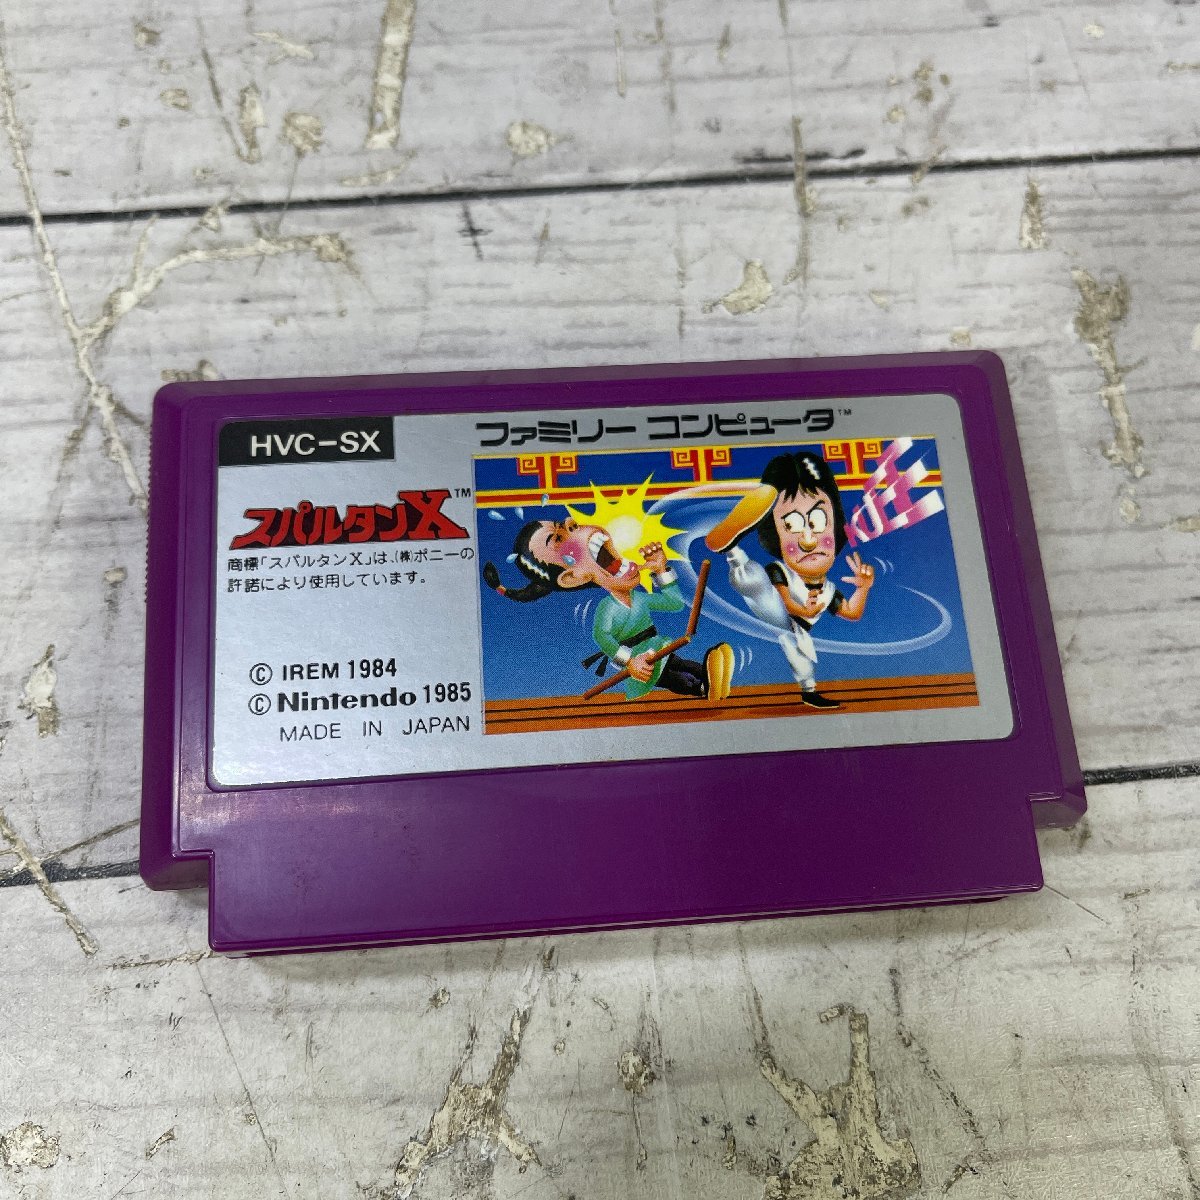 HVC-SX
ファミリー コンピュータ™
スパルタンX™
商標「スパルタンX」は、(株)ポニーの
許諾により使用しています。
© IREM 1984
© Nintendo 1985
MADE IN JAPAN